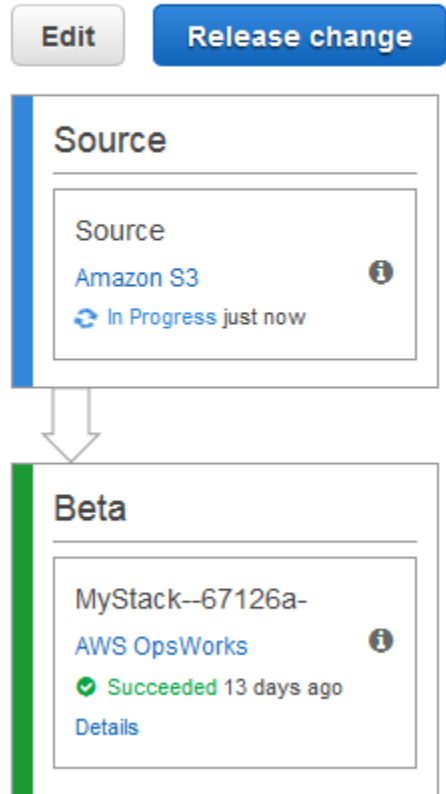 Edit
Release change
Source
Source
Amazon S3
In Progress just now
Beta
MyStack--67126a-
AWS OpsWorks
Succeeded 13 days ago
Details